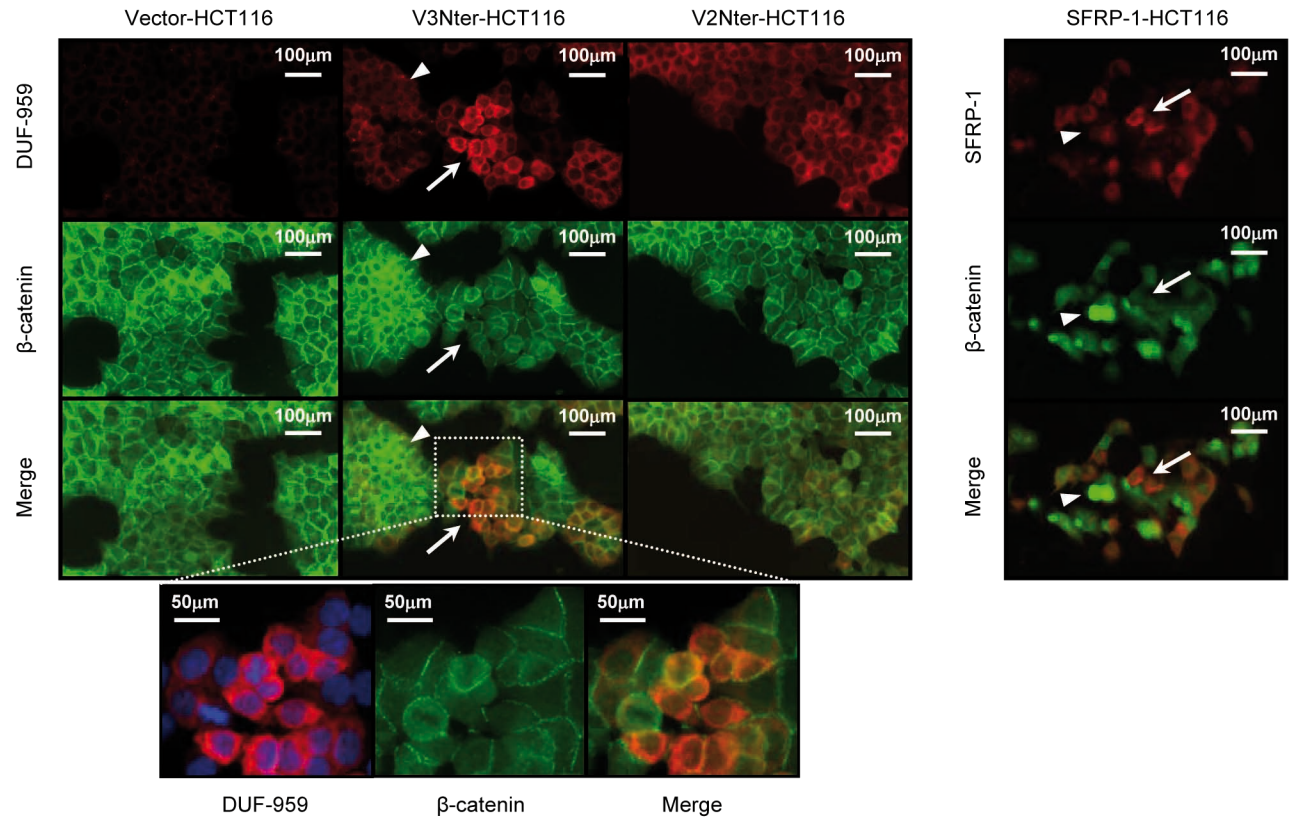 Vector-HCT116
V3Nter-HCT116
V2Nter-HCT116
SFRP-1-HCT116
DUF-959
100μm
100μm
100μm
SFRP-1
100μm
β-catenin
100μm
100μm
100μm
β-catenin
100μm
Merge
100μm
100μm
100μm
Merge
100μm
50μm
50μm
50μm
DUF-959
β-catenin
Merge